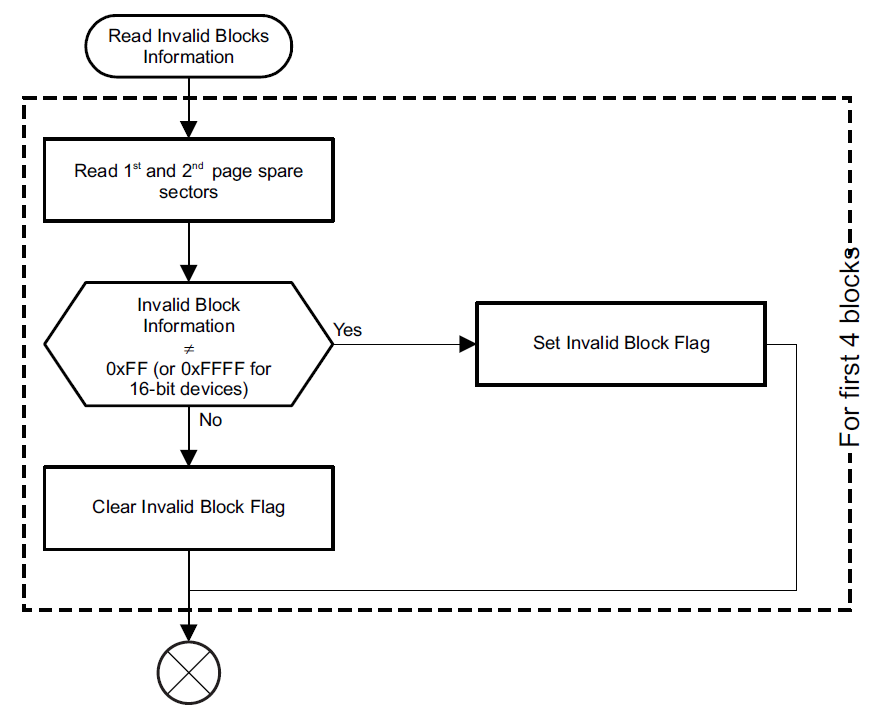 Read Invalid Blocks
Information
Read 1st and 2nd page spare
sectors
Invalid Block
Information
≠
0xFF (or 0xFFFF for
16-bit devices)
Yes
Set Invalid Block Flag
No
Clear Invalid Block Flag
For first 4 blocks